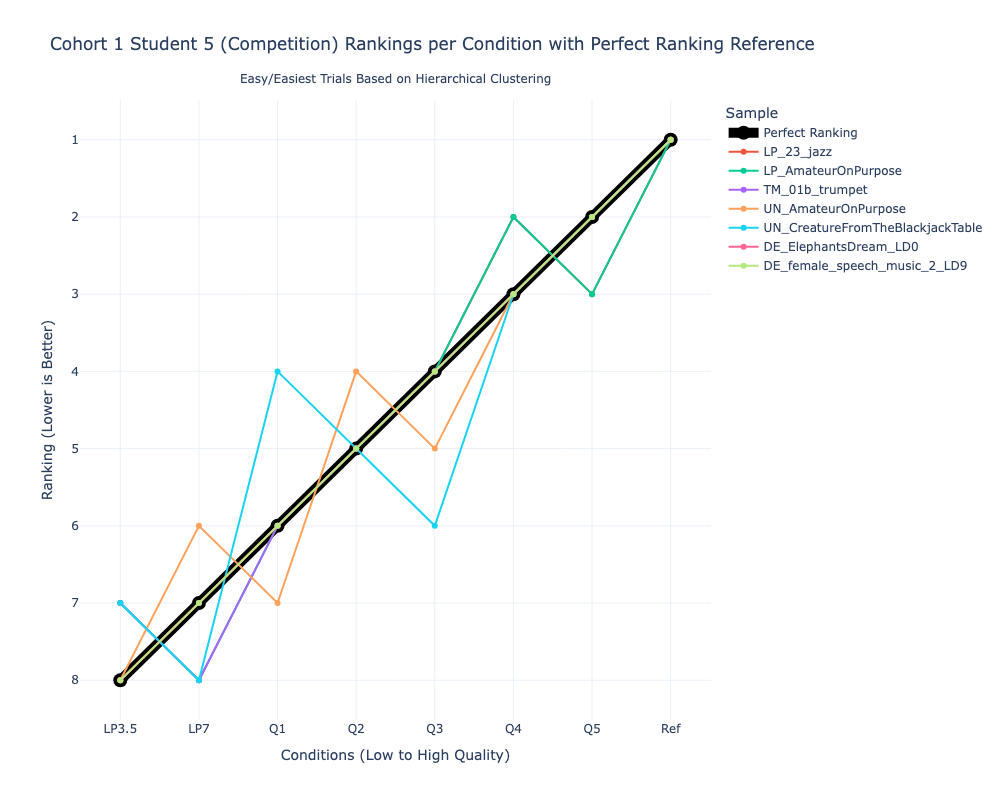 Cohort 1 Student 5 (Competition) Rankings per Condition with Perfect Ranking Reference
Easy/Easiest Trials Based on Hierarchical Clustering
Sample
Perfect Ranking
LP_23_jazz
LP_AmateurOnPurpose
TM_01b_trumpet
UN_AmateurOnPurpose
UN_CreatureFromTheBlackjackTable
DE_ElephantsDream_LD0
DE_female_speech_music_2_LD9
Ranking (Lower is Better)
1
2
3
4
5
6
7
8
LP3.5 LP7 Q1 Q2 Q3 Q4 Q5 Ref
Conditions (Low to High Quality)